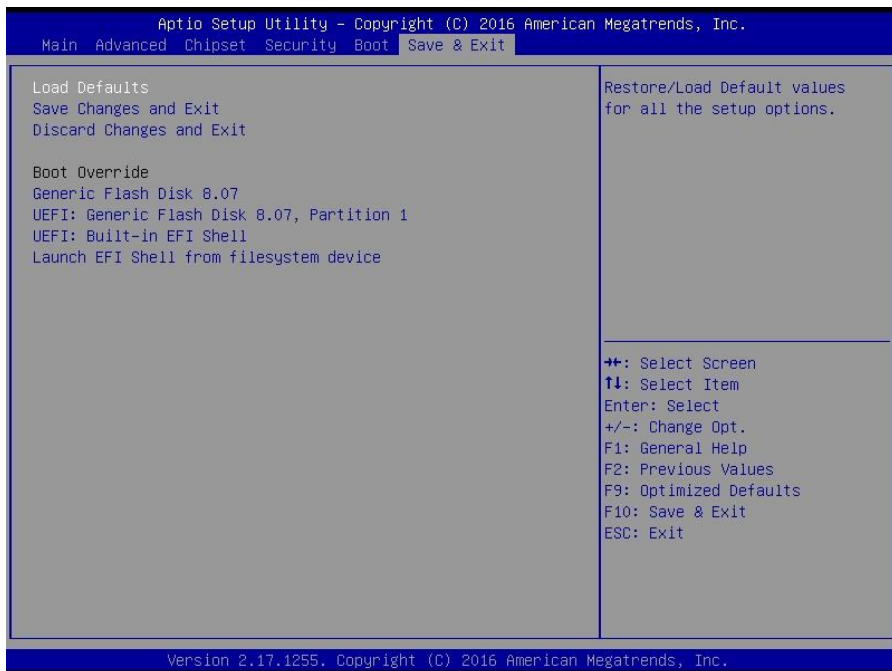 Aptio Setup Utility – Copyright (C) 2016 American Megatrends, Inc.
Main Advanced Chipset Security Boot Save & Exit
Load Defaults
Save Changes and Exit
Discard Changes and Exit
Boot Override
Generic Flash Disk 8.07
UEFI: Generic Flash Disk 8.07, Partition 1
UEFI: Built-in EFI Shell
Launch EFI Shell from filesystem device
Restore/Load Default values
for all the setup options.
→←: Select Screen
↑↓: Select Item
Enter: Select
+/-: Change Opt.
F1: General Help
F2: Previous Values
F9: Optimized Defaults
F10: Save & Exit
ESC: Exit
Version 2.17.1255. Copyright (C) 2016 American Megatrends, Inc.